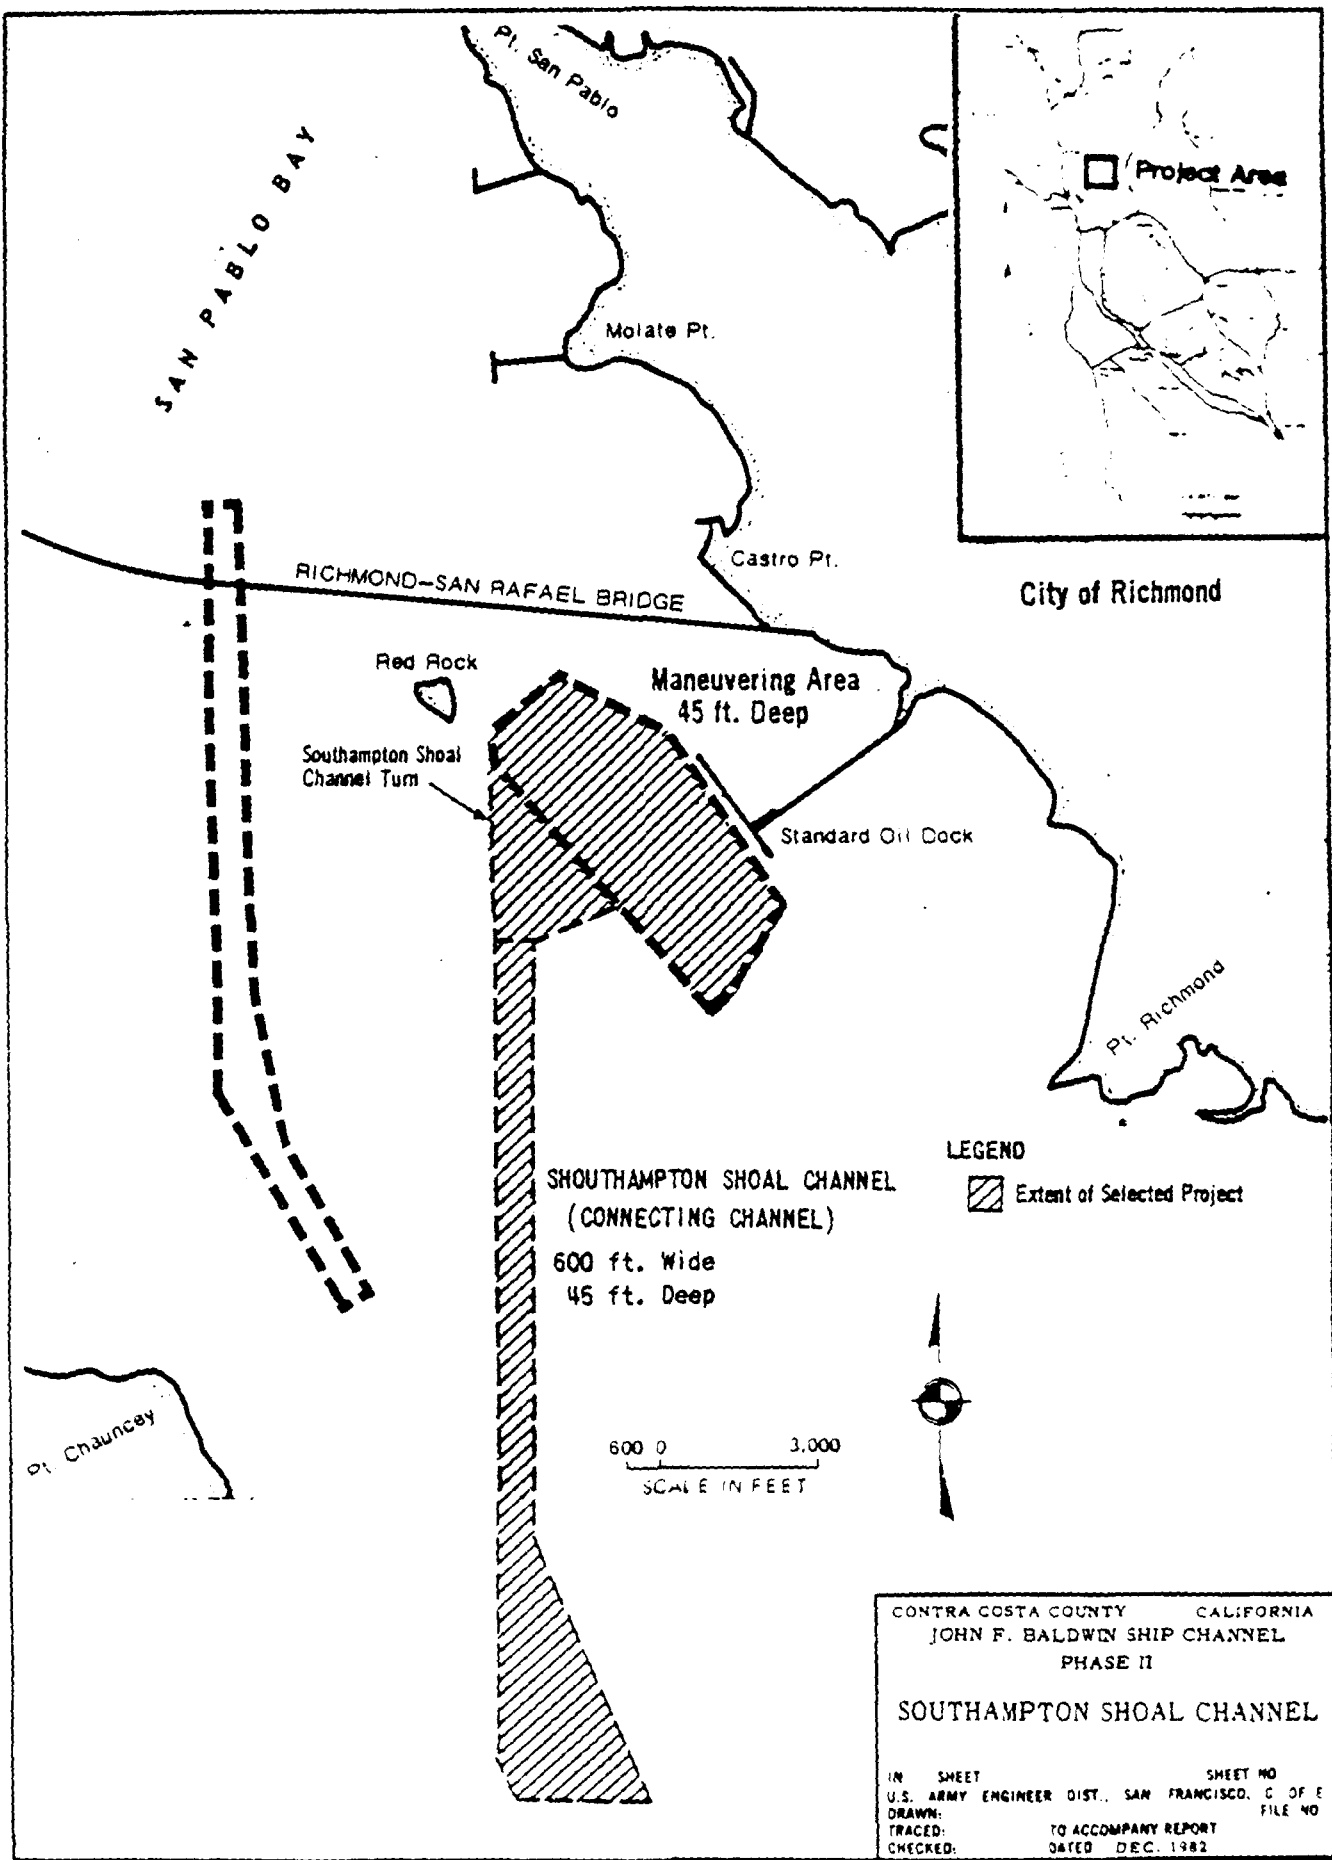 Pt. San Pablo
SAN PABLO BAY
Project Area
Molate Pt.
Castro Pt.
City of Richmond
RICHMOND-SAN RAFAEL BRIDGE
Red Rock
Maneuvering Area
45 ft. Deep
Southampton Shoal
Channel Turn
Standard Oil Dock
Pt. Richmond
LEGEND
Extent of Selected Project
SHOUTHAMPTON SHOAL CHANNEL
(CONNECTING CHANNEL)
600 ft. Wide
45 ft. Deep
Pt. Chauncey
600 0 3,000
SCALE IN FEET
CONTRA COSTA COUNTY CALIFORNIA
JOHN F. BALDWIN SHIP CHANNEL
PHASE II
SOUTHAMPTON SHOAL CHANNEL
IN SHEET SHEET NO
U.S. ARMY ENGINEER DIST., SAN FRANCISCO, C OF E
DRAWN: FILE NO
TRACED: TO ACCOMPANY REPORT
CHECKED: DATED DEC. 1982